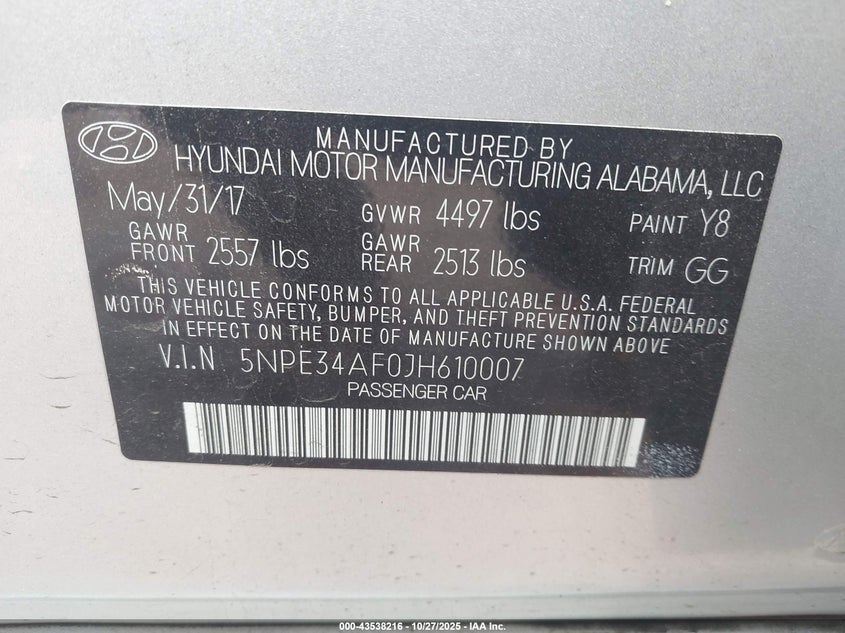 MANUFACTURED BY
HYUNDAI MOTOR MANUFACTURING ALABAMA, LLC
May/31/17 GVWR 4497 lbs PAINT Y8
GAWR FRONT 2557 lbs GAWR REAR 2513 lbs TRIM GG
THIS VEHICLE CONFORMS TO ALL APPLICABLE U.S.A. FEDERAL
MOTOR VEHICLE SAFETY, BUMPER, AND THEFT PREVENTION STANDARDS
IN EFFECT ON THE DATE OF MANUFACTURE SHOWN ABOVE
V.I.N 5NPE34AF0JH610007
PASSENGER CAR
000-43538216 - 10/27/2025 - IAA Inc.